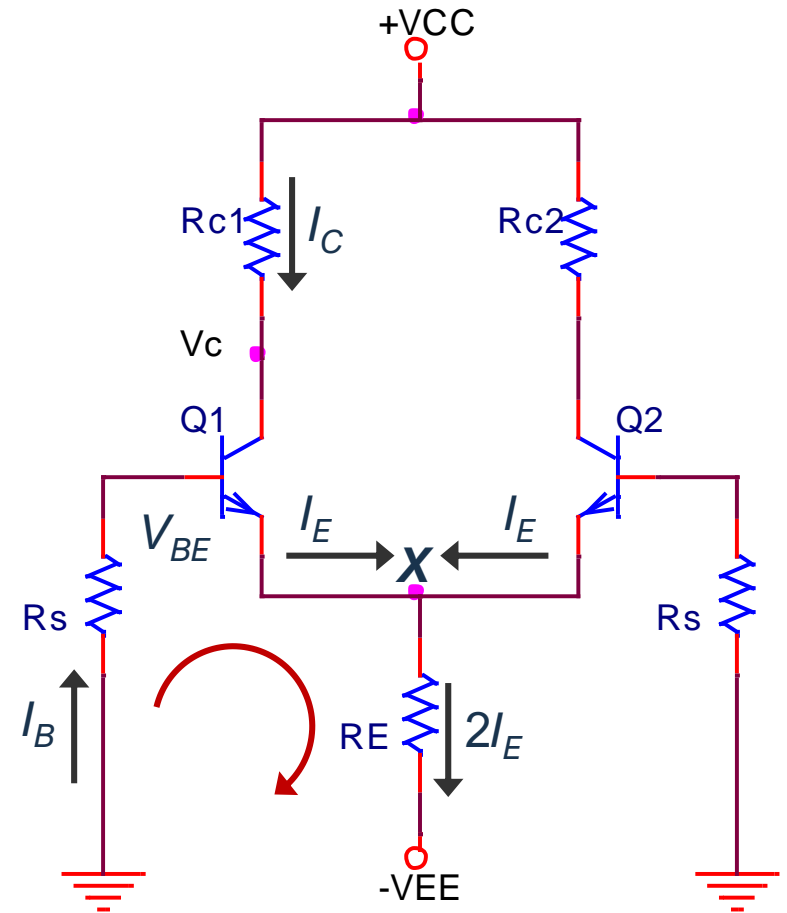 +VCC
Rc1
I_C
Rc2
Vc
Q1
Q2
V_BE
I_E
I_E
X
Rs
Rs
I_B
RE
2I_E
-VEE